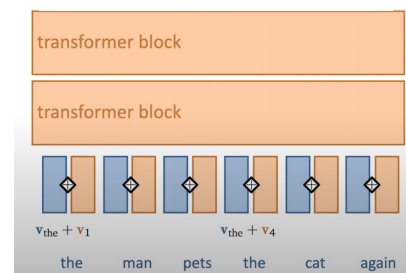 transformer block
transformer block
v_the + v_1 v_the + v_4
the man pets the cat again